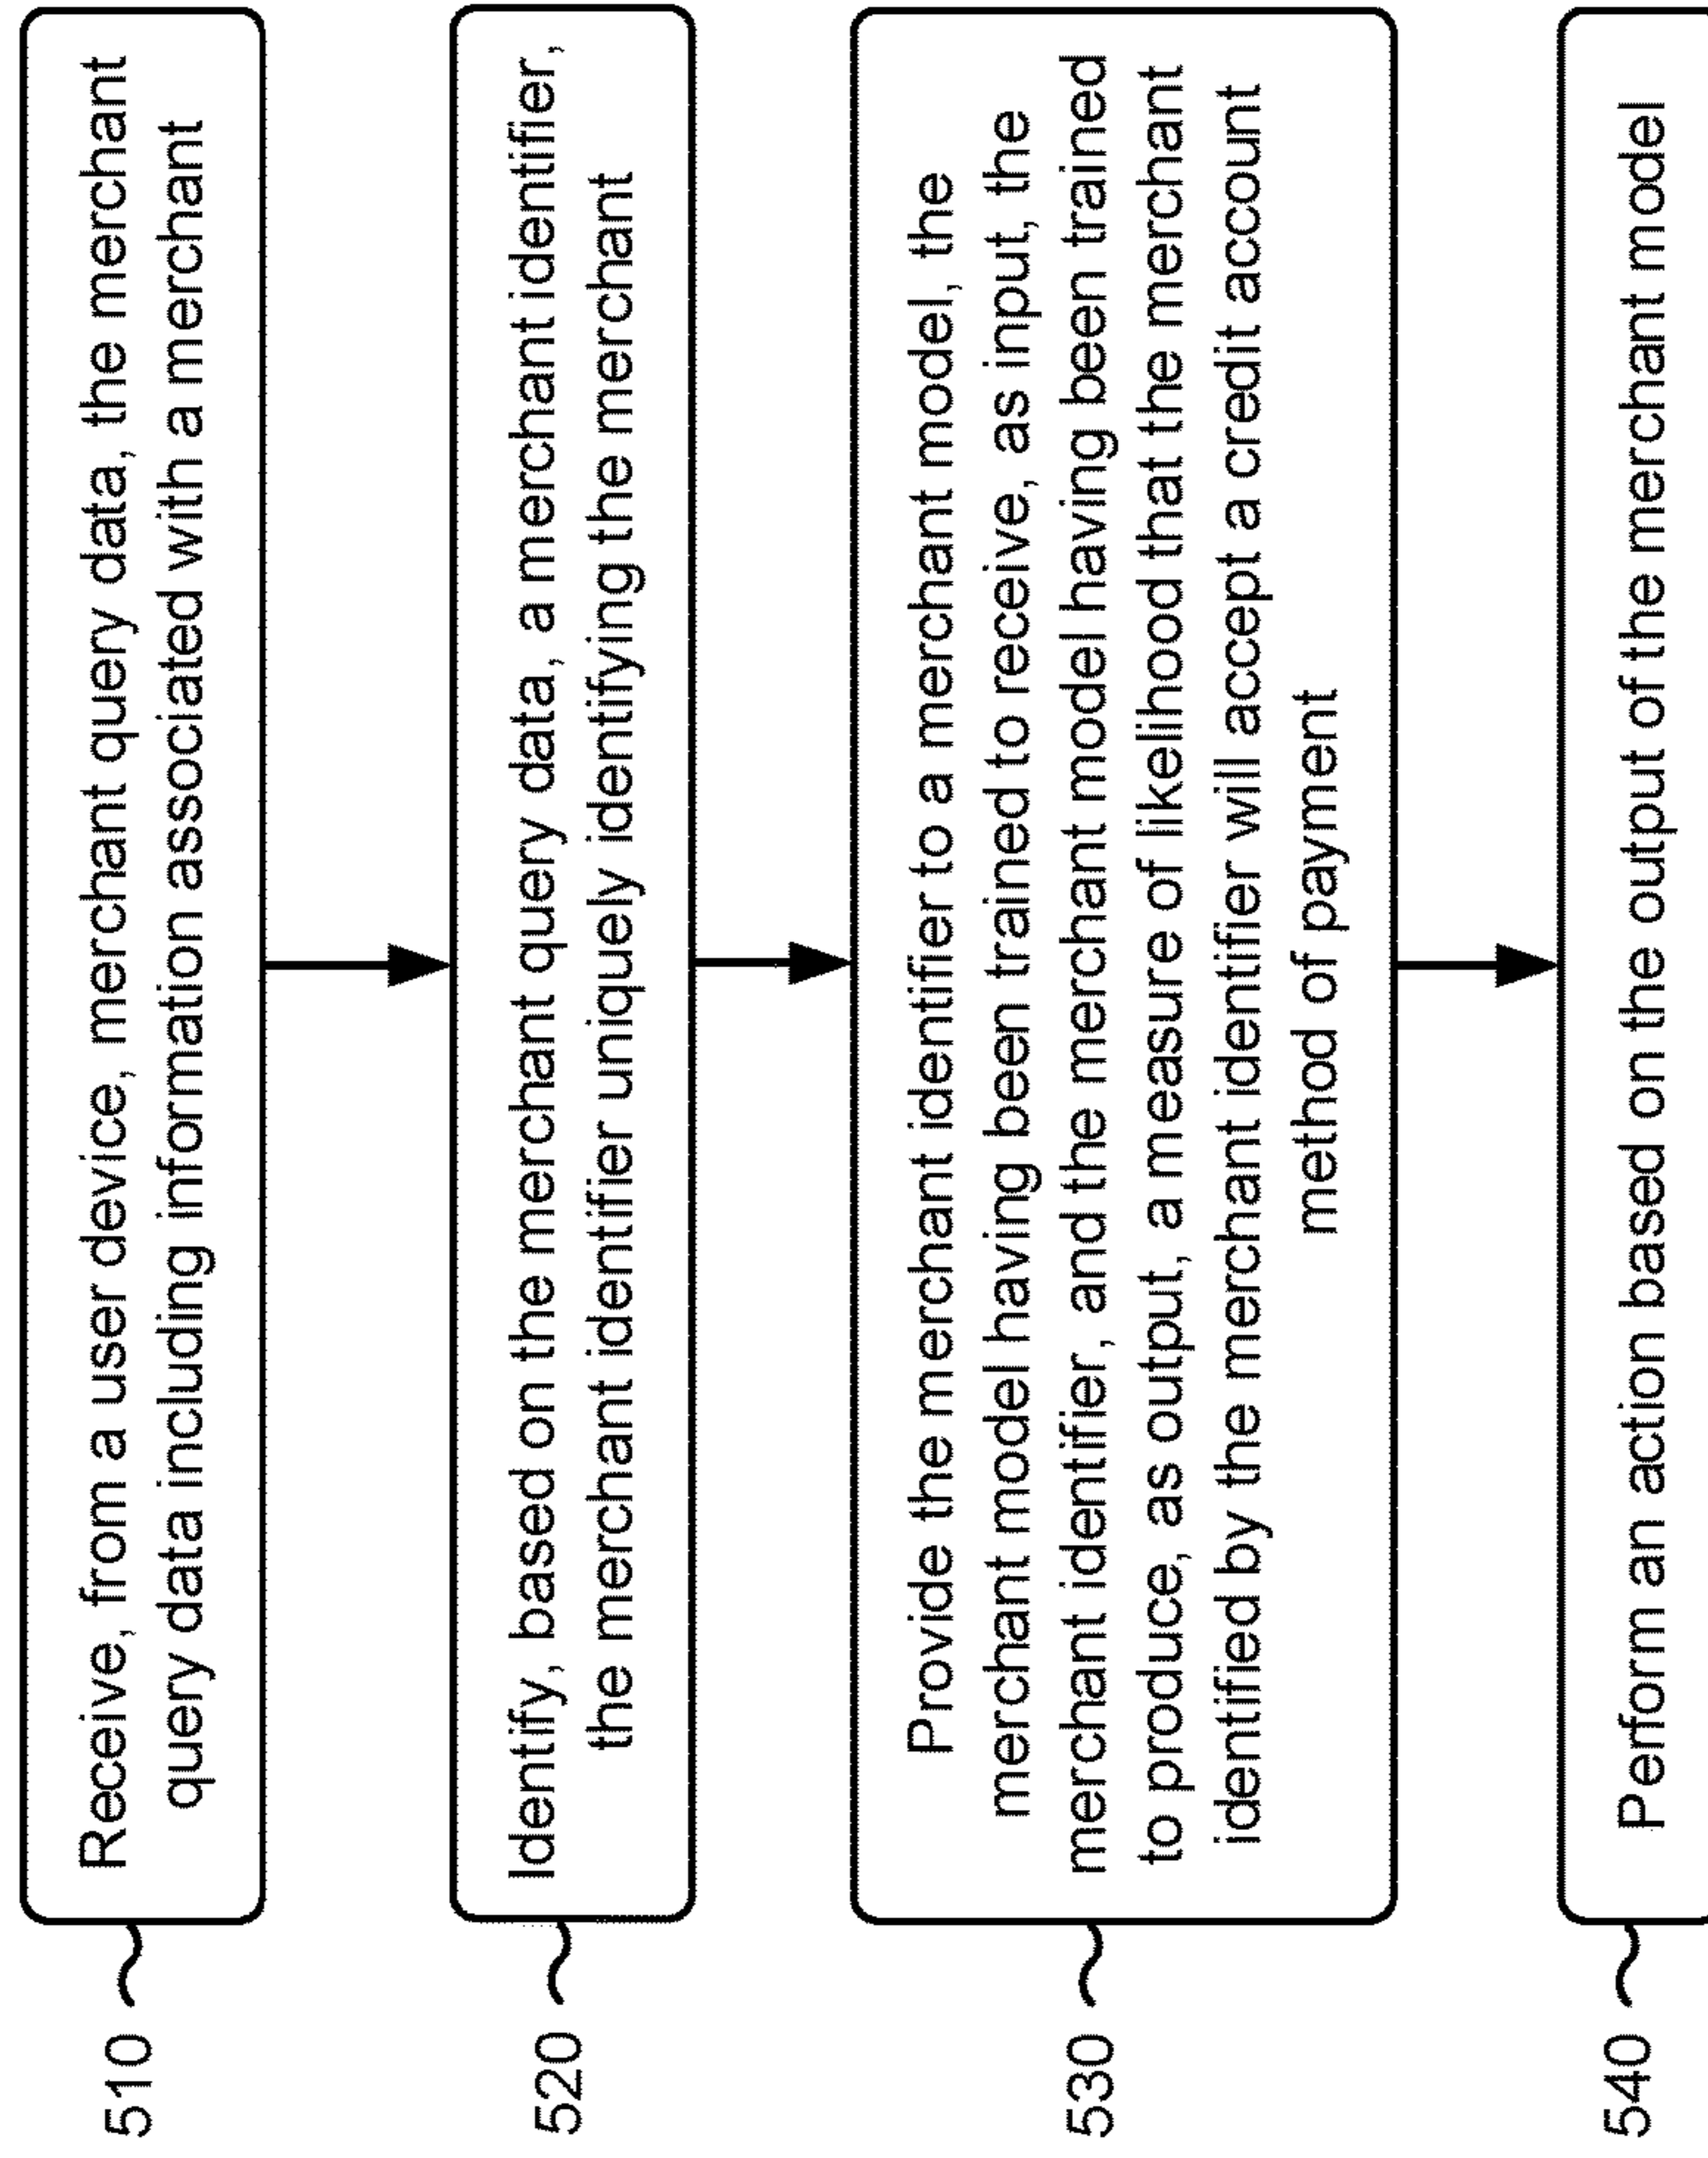 510
Receive, from a user device, merchant query data, the merchant
query data including information associated with a merchant
520
Identify, based on the merchant query data, a merchant identifier,
the merchant identifier uniquely identifying the merchant
530
Provide the merchant identifier to a merchant model, the
merchant model having been trained to receive, as input, the
merchant identifier, and the merchant model having been trained
to produce, as output, a measure of likelihood that the merchant
identified by the merchant identifier will accept a credit account
method of payment
540
Perform an action based on the output of the merchant model